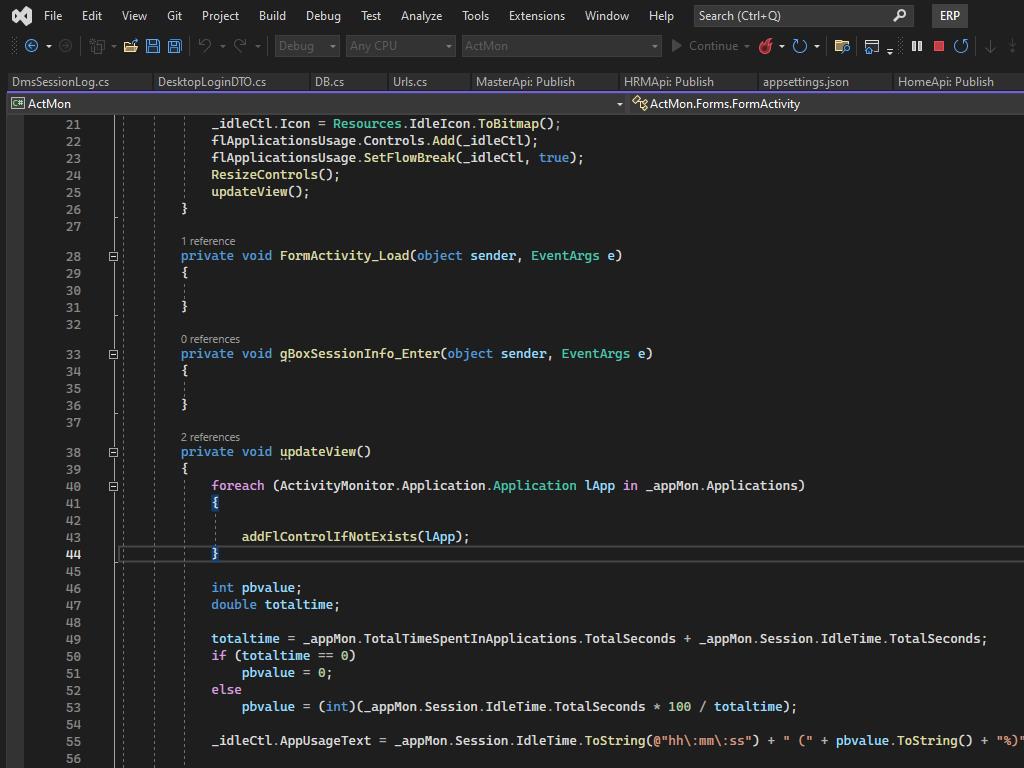 File Edit View Git Project Build Debug Test Analyze Tools Extensions Window Help Search (Ctrl+Q) ERP
Debug Any CPU ActMon Continue
DmsSessionLog.cs DesktopLoginDTO.cs DB.cs Urls.cs MasterApi: Publish HRMApi: Publish appsettings.json HomeApi: Publish
C# ActMon ActMon.Forms.FormActivity
21 _idleCtl.Icon = Resources.IdleIcon.ToBitmap();
22 flApplicationsUsage.Controls.Add(_idleCtl);
23 flApplicationsUsage.SetFlowBreak(_idleCtl, true);
24 ResizeControls();
25 updateView();
26 }
27
1 reference
28 private void FormActivity_Load(object sender, EventArgs e)
29 {
30
31 }
32
0 references
33 private void gBoxSessionInfo_Enter(object sender, EventArgs e)
34 {
35
36 }
37
2 references
38 private void updateView()
39 {
40 foreach (ActivityMonitor.Application.Application lApp in _appMon.Applications)
41 {
42
43 addFlControlIfNotExists(lApp);
44 }
45
46 int pbvalue;
47 double totaltime;
48
49 totaltime = _appMon.TotalTimeSpentInApplications.TotalSeconds + _appMon.Session.IdleTime.TotalSeconds;
50 if (totaltime == 0)
51 pbvalue = 0;
52 else
53 pbvalue = (int)(_appMon.Session.IdleTime.TotalSeconds * 100 / totaltime);
54
55 _idleCtl.AppUsageText = _appMon.Session.IdleTime.ToString(@"hh\:mm\:ss") + " (" + pbvalue.ToString() + "%)"
56